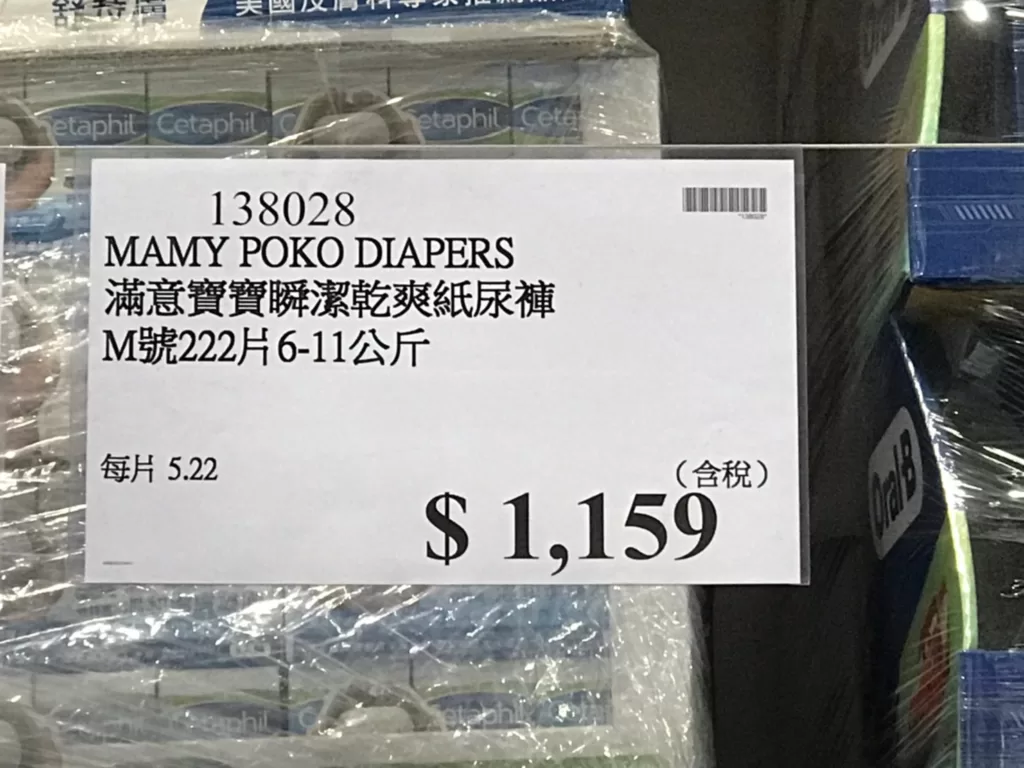 Cetaphil
138028
MAMY POKO DIAPERS
滿意寶寶瞬潔乾爽紙尿褲
M號222片6-11公斤
每片 5.22
（含稅）
$ 1,159
Oral-B
Cetaphil